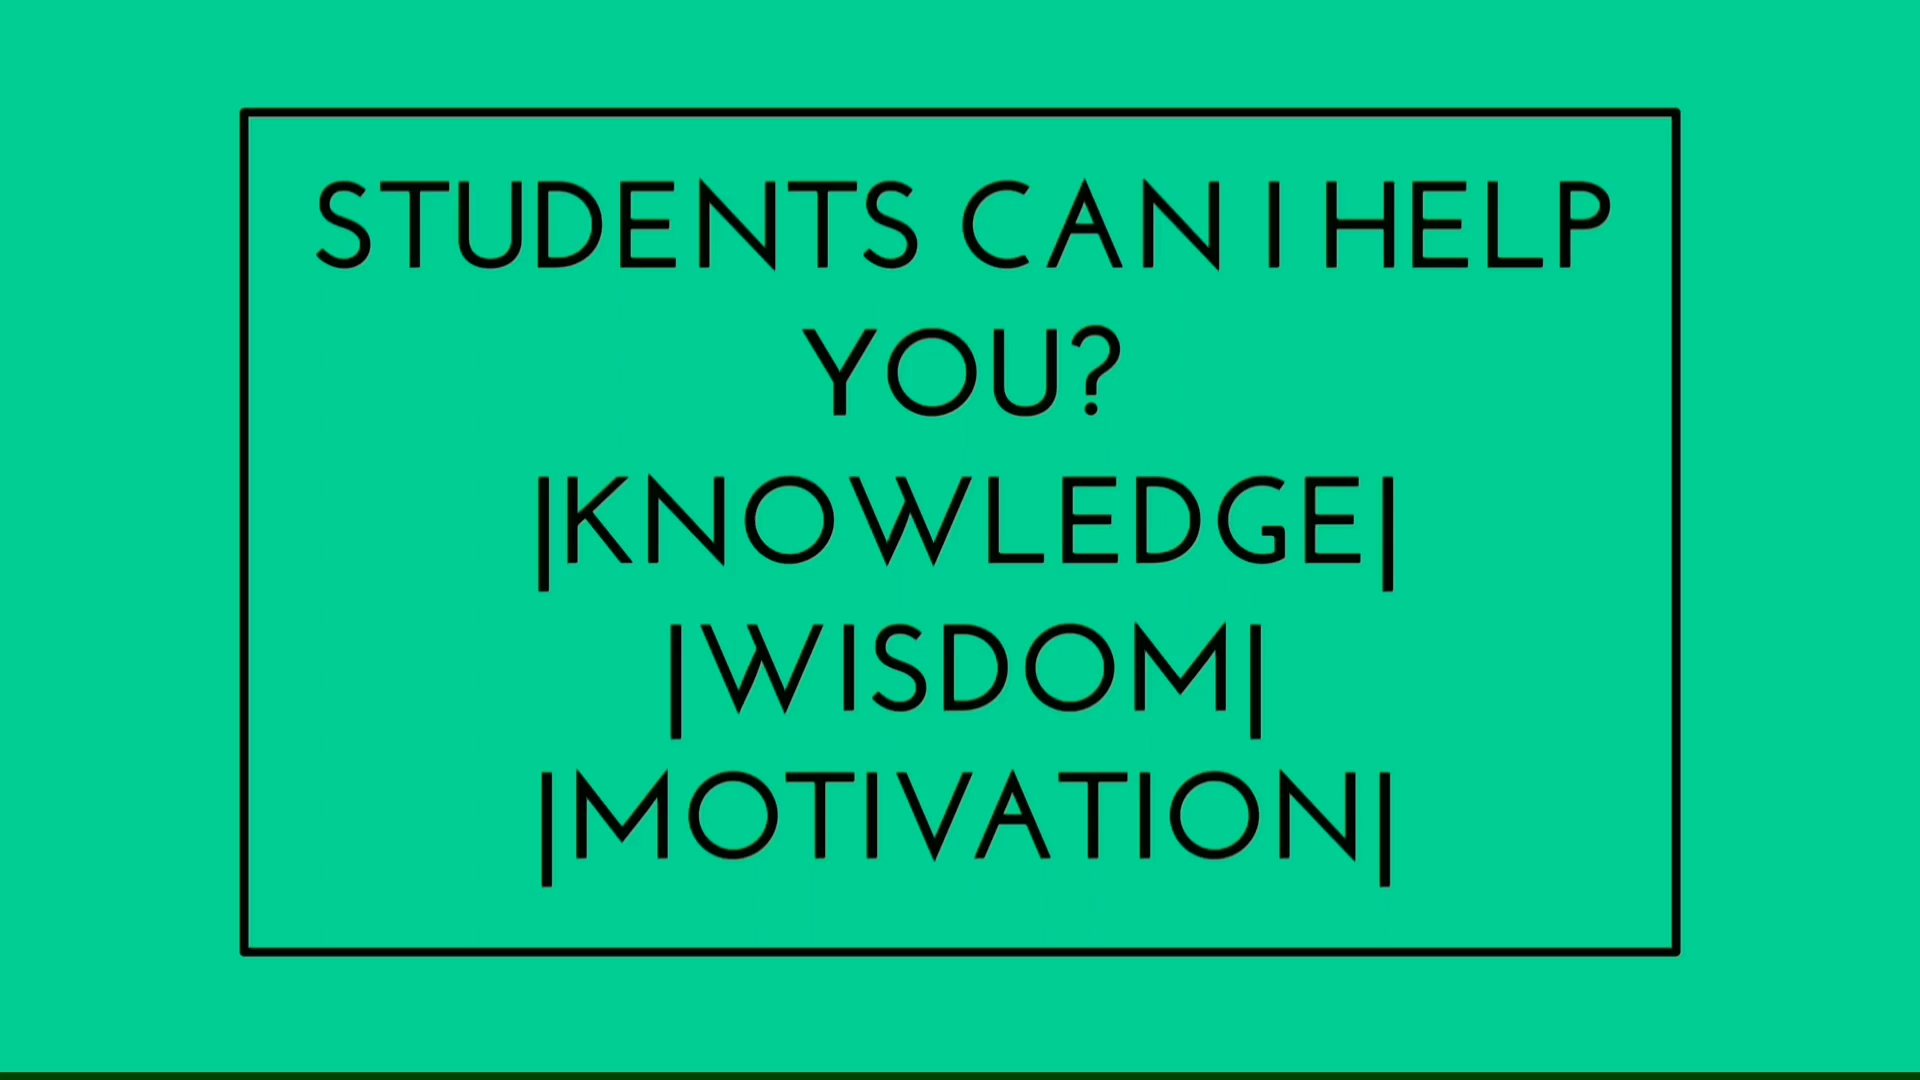 STUDENTS CAN I HELP
YOU?
|KNOWLEDGE|
|WISDOM|
|MOTIVATION|